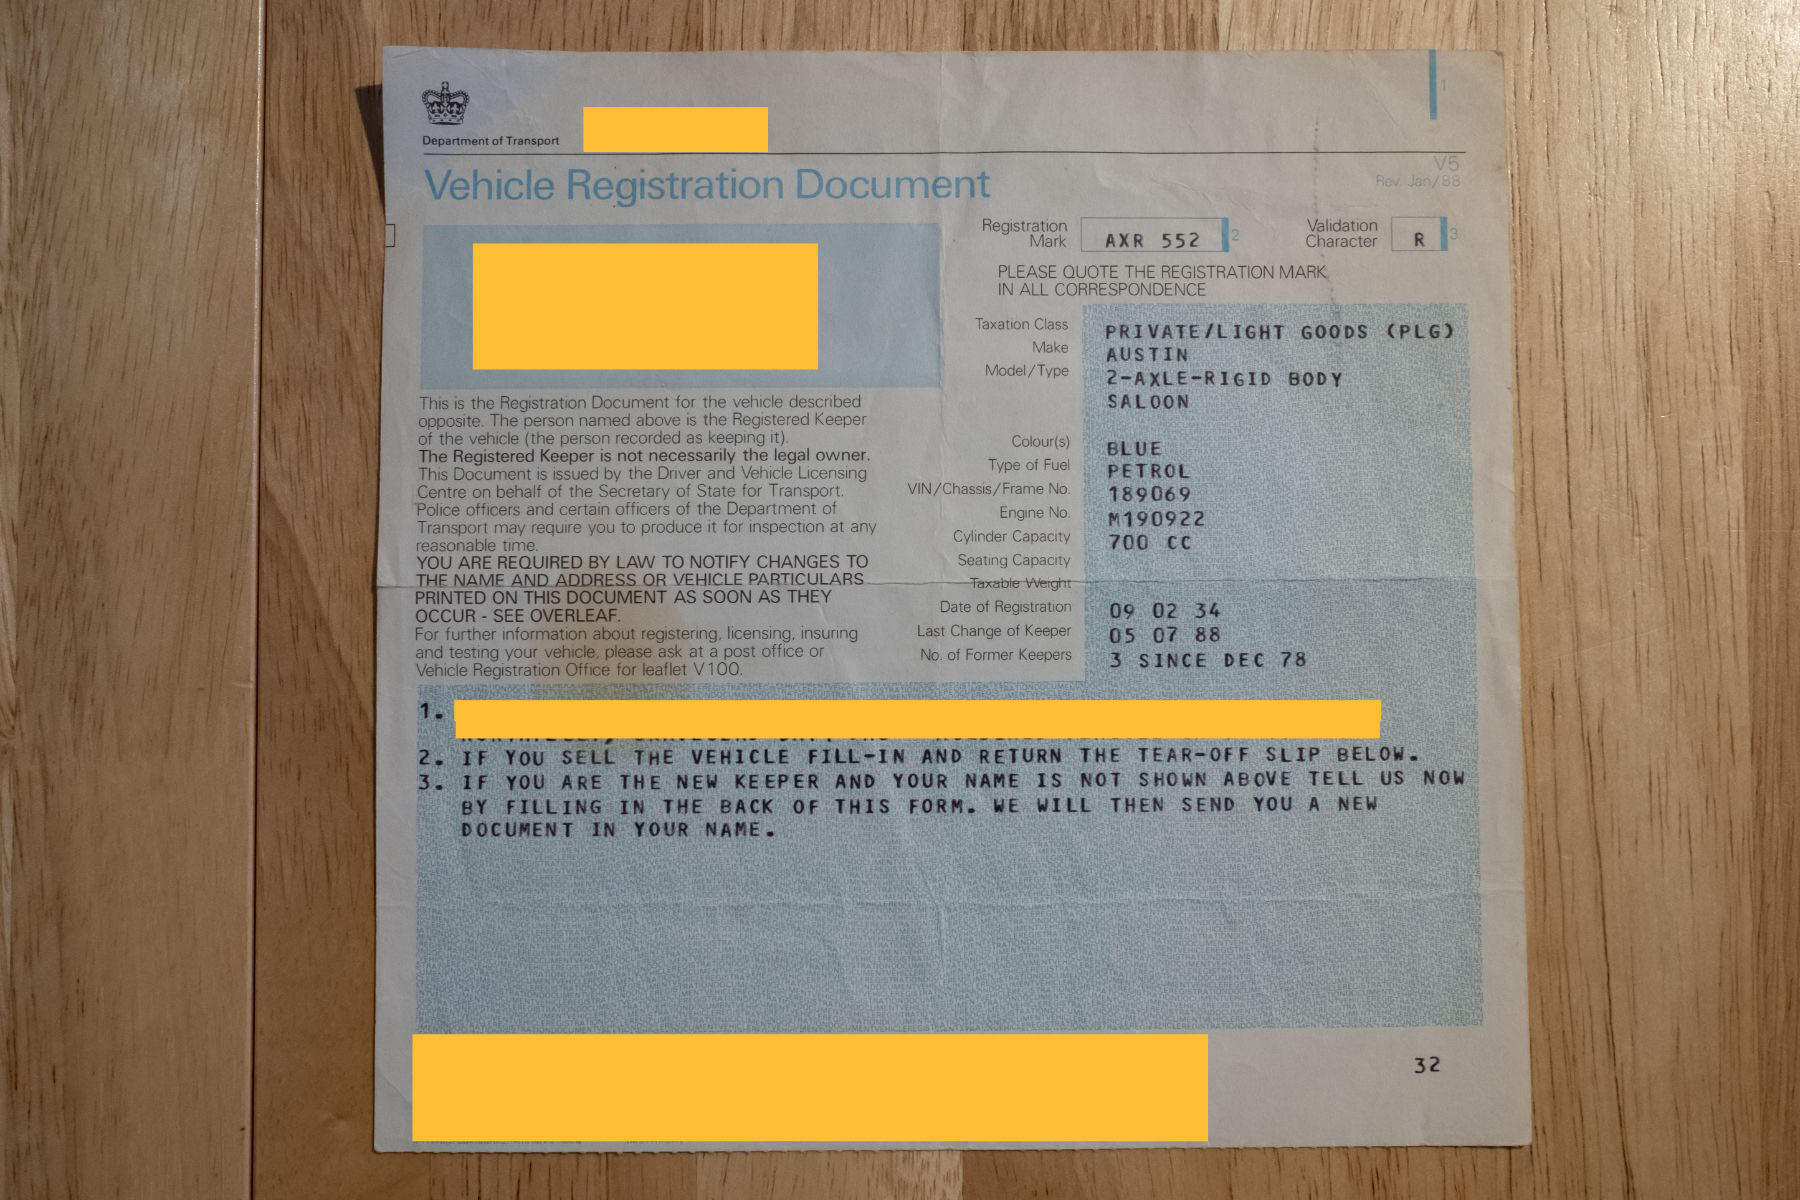 Department of Transport
1
V5
Rev. Jan/88
Vehicle Registration Document
Registration Mark AXR 552 2
Validation Character R 3
PLEASE QUOTE THE REGISTRATION MARK
IN ALL CORRESPONDENCE
Taxation Class PRIVATE/LIGHT GOODS (PLG)
Make AUSTIN
Model/Type 2-AXLE-RIGID BODY
SALOON
Colour(s) BLUE
Type of Fuel PETROL
VIN/Chassis/Frame No. 189069
Engine No. M190922
Cylinder Capacity 700 CC
Seating Capacity
Taxable Weight
Date of Registration 09 02 34
Last Change of Keeper 05 07 88
No. of Former Keepers 3 SINCE DEC 78
This is the Registration Document for the vehicle described
opposite. The person named above is the Registered Keeper
of the vehicle (the person recorded as keeping it).
The Registered Keeper is not necessarily the legal owner.
This Document is issued by the Driver and Vehicle Licensing
Centre on behalf of the Secretary of State for Transport.
Police officers and certain officers of the Department of
Transport may require you to produce it for inspection at any
reasonable time.
YOU ARE REQUIRED BY LAW TO NOTIFY CHANGES TO
THE NAME AND ADDRESS OR VEHICLE PARTICULARS
PRINTED ON THIS DOCUMENT AS SOON AS THEY
OCCUR - SEE OVERLEAF.
For further information about registering, licensing, insuring
and testing your vehicle, please ask at a post office or
Vehicle Registration Office for leaflet V100.
1.
2. IF YOU SELL THE VEHICLE FILL-IN AND RETURN THE TEAR-OFF SLIP BELOW.
3. IF YOU ARE THE NEW KEEPER AND YOUR NAME IS NOT SHOWN ABOVE TELL US NOW
BY FILLING IN THE BACK OF THIS FORM. WE WILL THEN SEND YOU A NEW
DOCUMENT IN YOUR NAME.
32